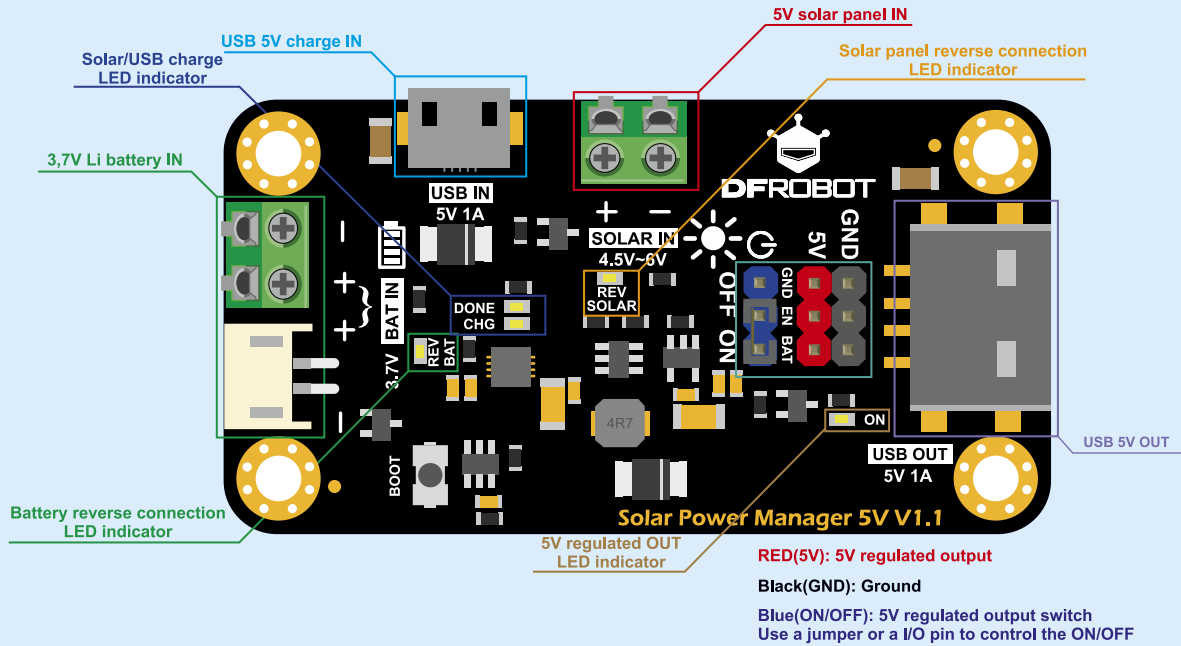 5V solar panel IN
USB 5V charge IN
Solar/USB charge
LED indicator
Solar panel reverse connection
LED indicator
3,7V Li battery IN
DFROBOT
USB IN
5V 1A
+ −
SOLAR IN
4.5V~6V
GND
5V
− + + −
BAT IN
3.7V
DONE
CHG
REV
SOLAR
REV
BAT
OFF ON
GND EN BAT
4R7
ON
BOOT
USB OUT
5V 1A
USB 5V OUT
Solar Power Manager 5V V1.1
Battery reverse connection
LED indicator
5V regulated OUT
LED indicator
RED(5V): 5V regulated output
Black(GND): Ground
Blue(ON/OFF): 5V regulated output switch
Use a jumper or a I/O pin to control the ON/OFF